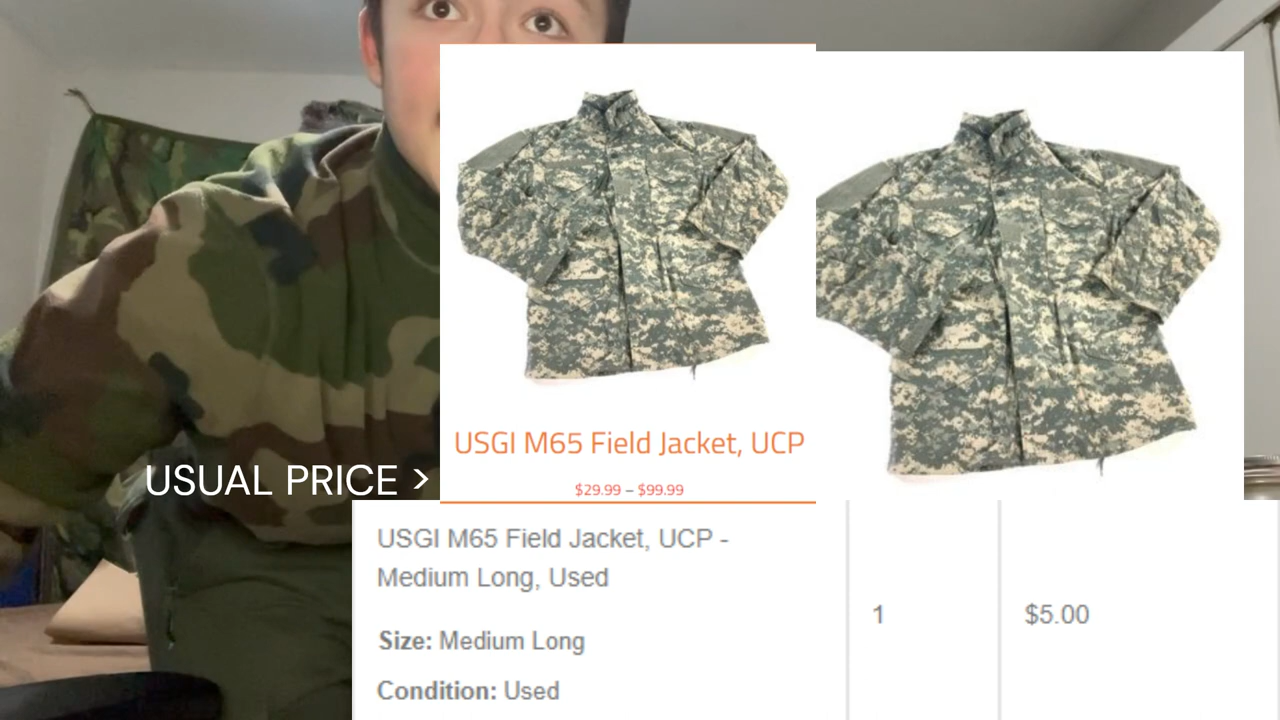 USGI M65 Field Jacket, UCP
USUAL PRICE >
$29.99 – $99.99
USGI M65 Field Jacket, UCP -
Medium Long, Used
1
$5.00
Size: Medium Long
Condition: Used